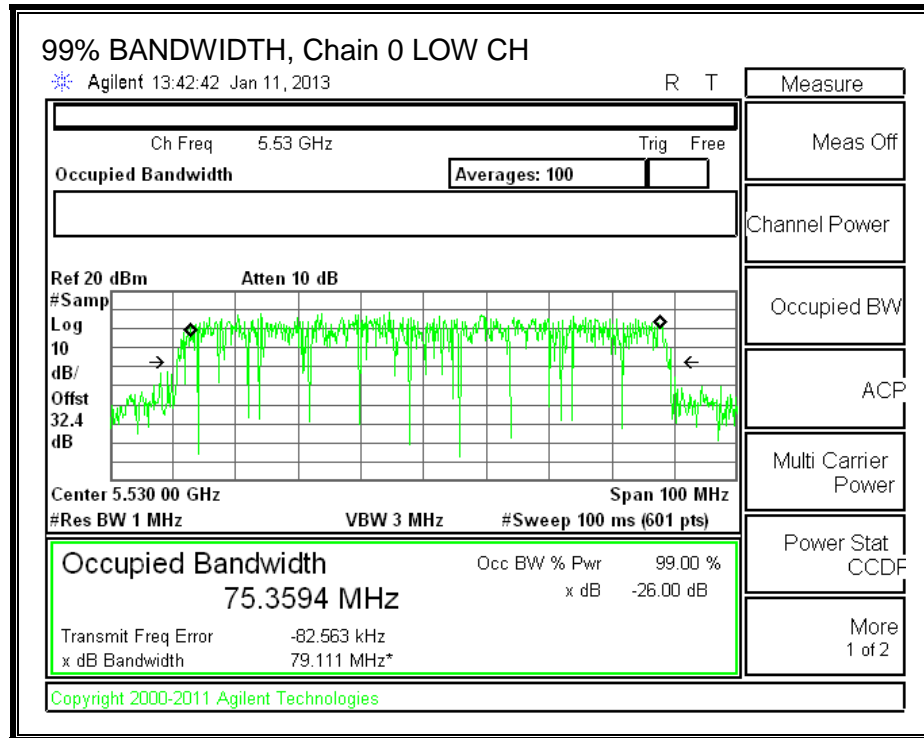 99% BANDWIDTH, Chain 0 LOW CH
Agilent 13:42:42 Jan 11, 2013 R T
Measure
Ch Freq 5.53 GHz Trig Free
Meas Off
Occupied Bandwidth Averages: 100
Channel Power
Ref 20 dBm Atten 10 dB
#Samp
Log
10
dB/
Offst
32.4
dB
Occupied BW
ACP
Center 5.530 00 GHz Span 100 MHz
#Res BW 1 MHz VBW 3 MHz #Sweep 100 ms (601 pts)
Multi Carrier
Power
Occupied Bandwidth Occ BW % Pwr 99.00 %
75.3594 MHz x dB -26.00 dB
Power Stat
CCDF
Transmit Freq Error -82.563 kHz
x dB Bandwidth 79.111 MHz*
More
1 of 2
Copyright 2000-2011 Agilent Technologies